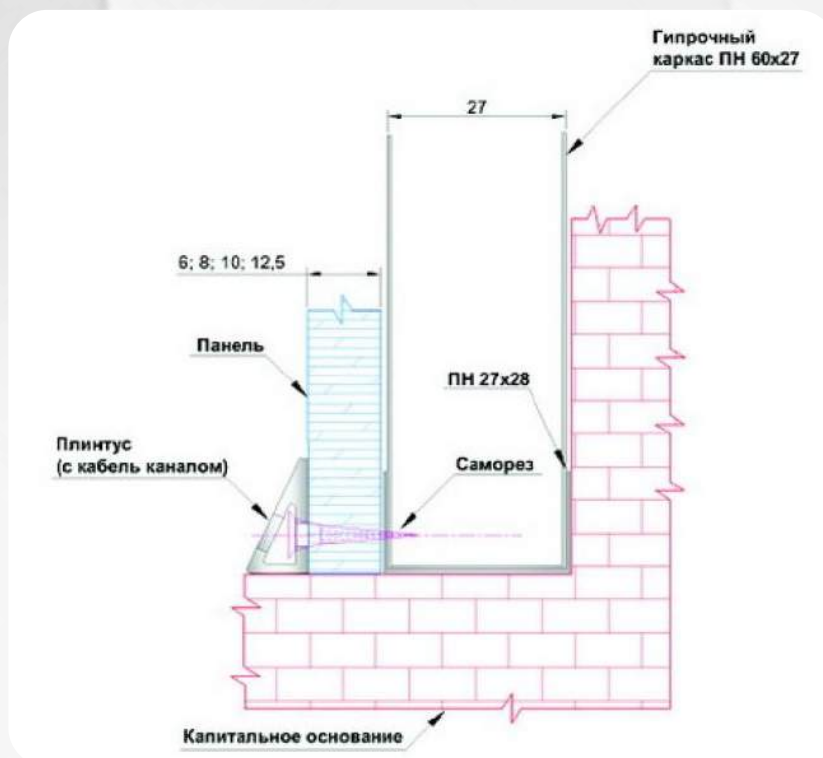 Гипрочный
каркас ПН 60х27
27
6; 8; 10; 12,5
Панель
ПН 27х28
Плинтус
(с кабель каналом)
Саморез
Капитальное основание